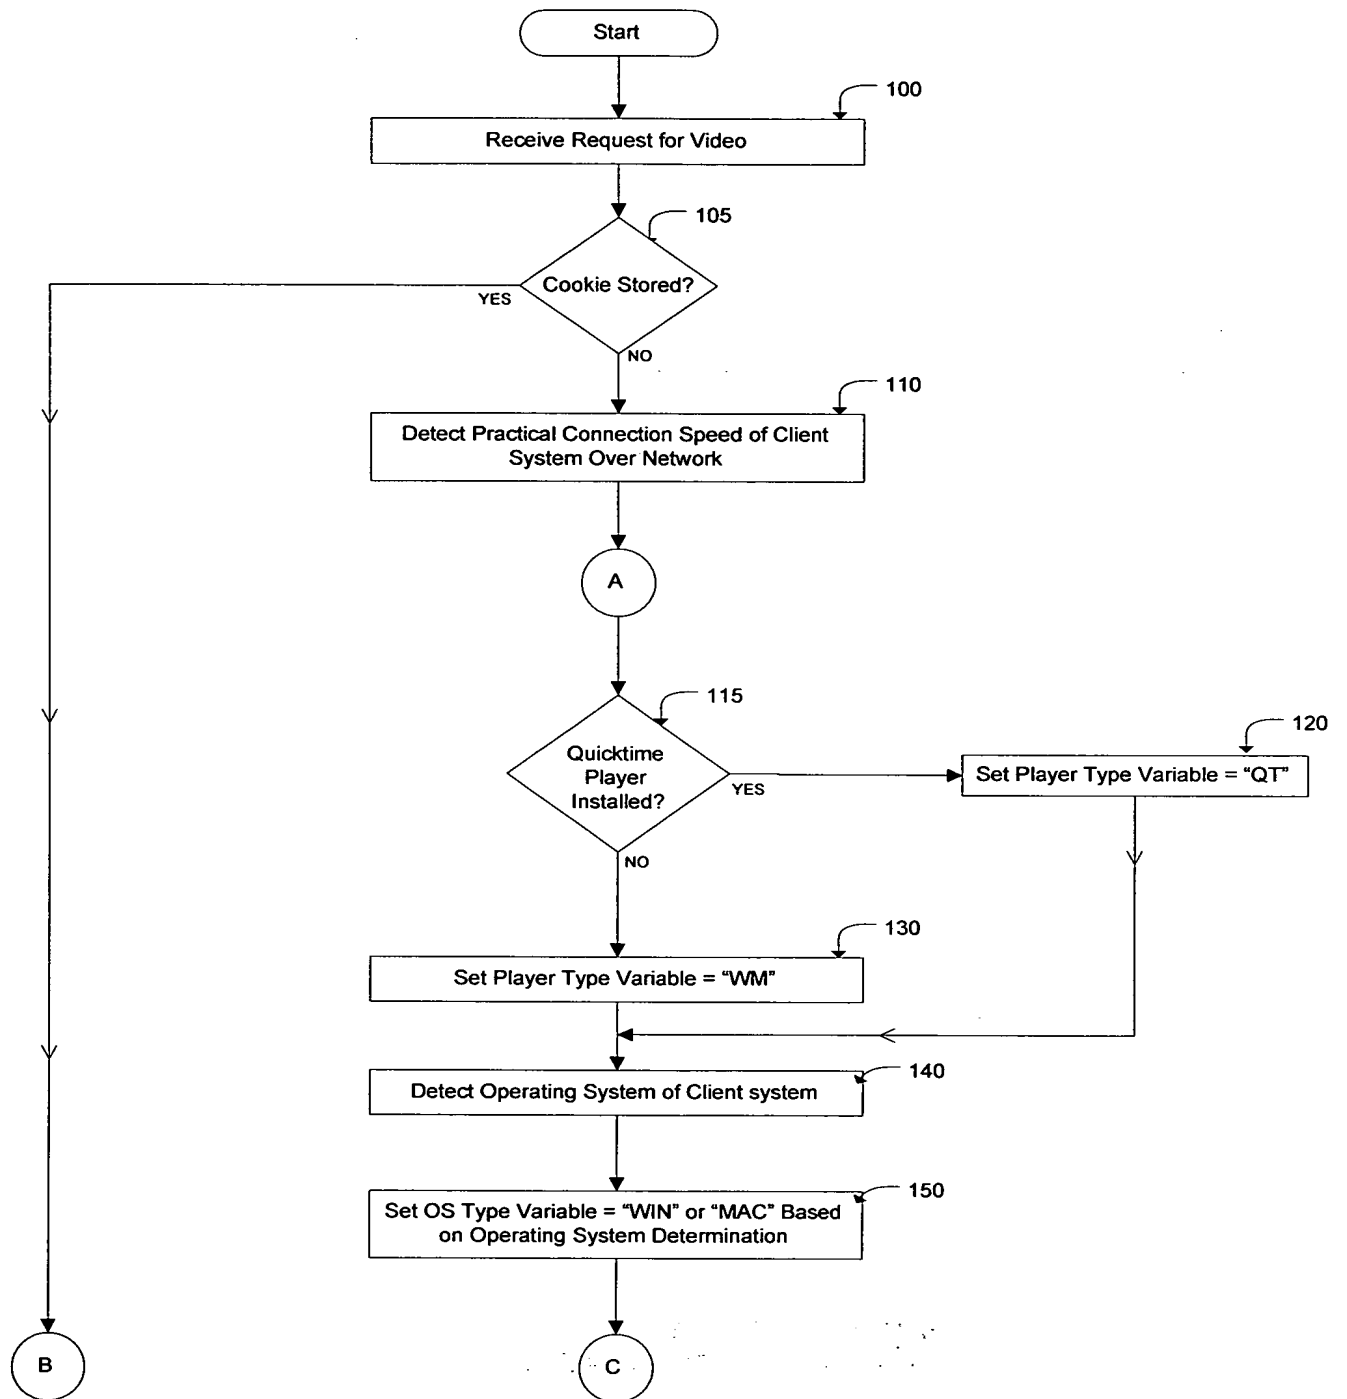 Start
100
Receive Request for Video
105
Cookie Stored?
YES
NO
110
Detect Practical Connection Speed of Client
System Over Network
A
115
Quicktime
Player
Installed?
YES
120
Set Player Type Variable = “QT”
NO
130
Set Player Type Variable = “WM”
140
Detect Operating System of Client system
150
Set OS Type Variable = “WIN” or “MAC” Based
on Operating System Determination
B
C